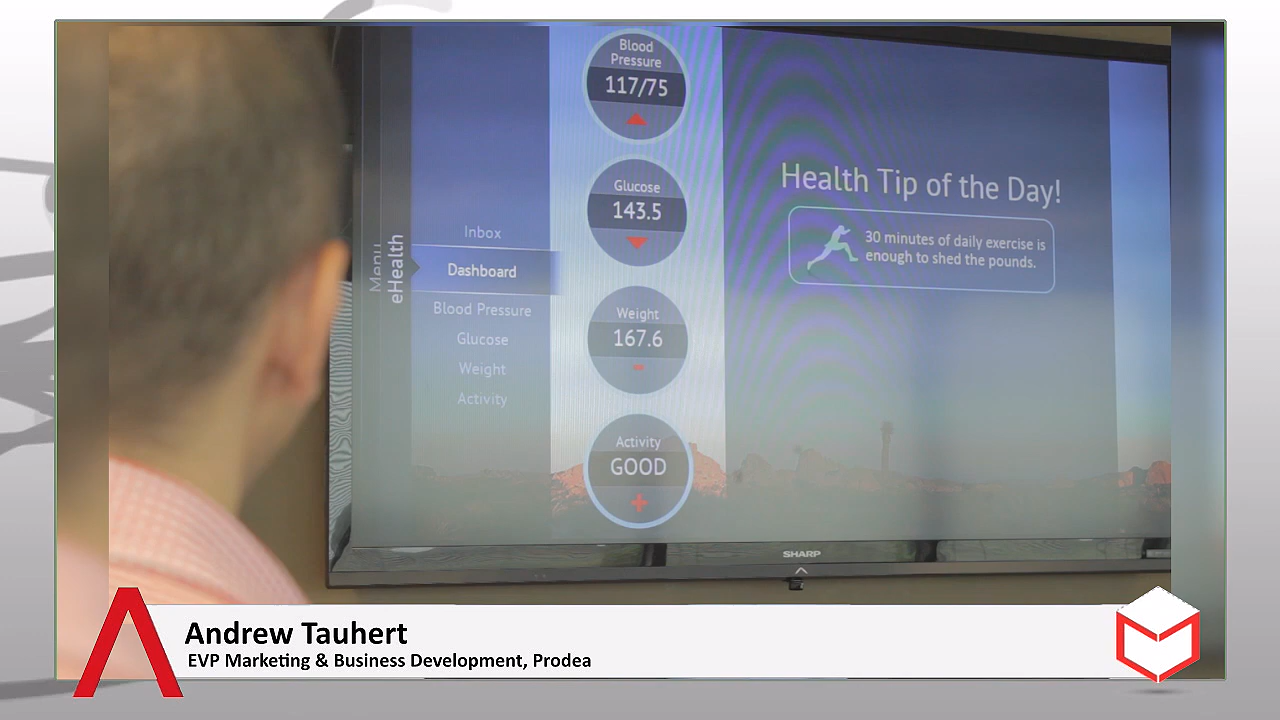 Menu
eHealth
Inbox
Dashboard
Blood Pressure
Glucose
Weight
Activity
Blood
Pressure
117/75
Glucose
143.5
Weight
167.6
Activity
GOOD
Health Tip of the Day!
30 minutes of daily exercise is
enough to shed the pounds.
SHARP
Andrew Tauhert
EVP Marketing & Business Development, Prodea